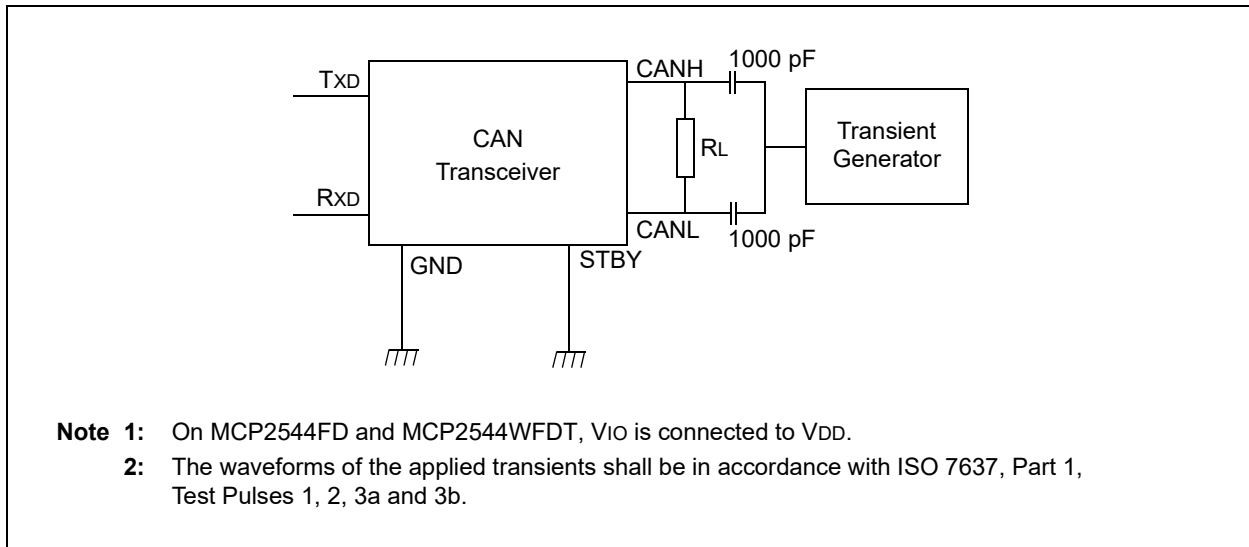 1000 pF
CANH
TXD
CAN
Transceiver
RL
Transient
Generator
RXD
CANL
1000 pF
GND
STBY
Note 1: On MCP2544FD and MCP2544WFDT, VIO is connected to VDD.
2: The waveforms of the applied transients shall be in accordance with ISO 7637, Part 1,
Test Pulses 1, 2, 3a and 3b.